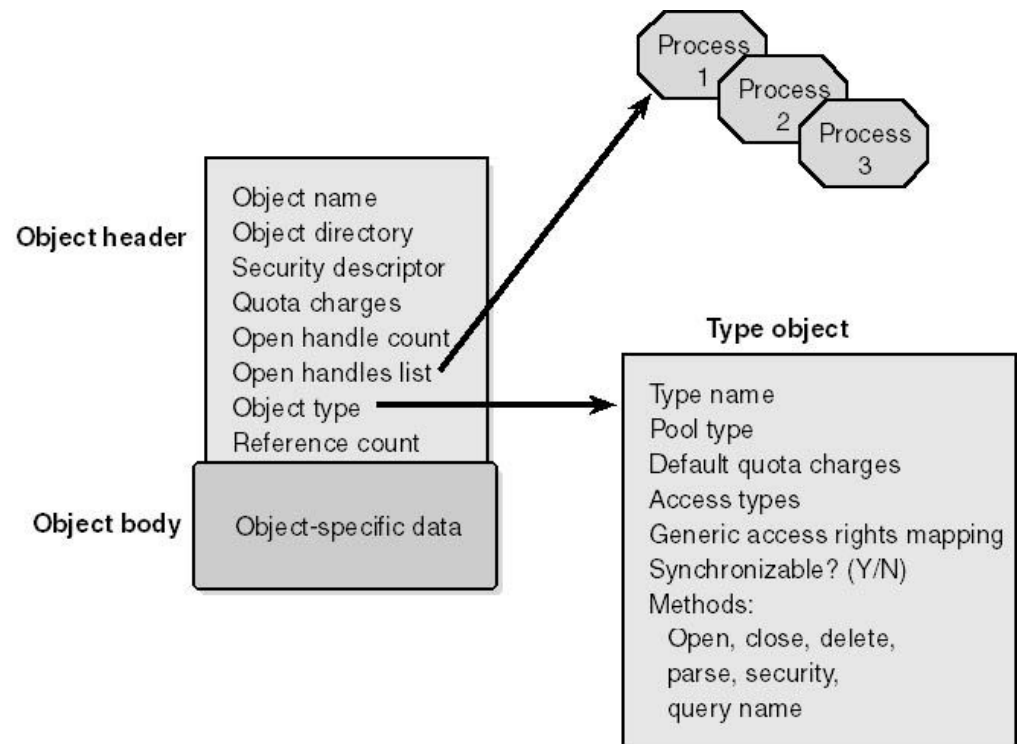 Process
1
Process
2
Process
3
Object header
Object name
Object directory
Security descriptor
Quota charges
Open handle count
Open handles list
Object type
Reference count
Object body
Object-specific data
Type object
Type name
Pool type
Default quota charges
Access types
Generic access rights mapping
Synchronizable? (Y/N)
Methods:
Open, close, delete,
parse, security,
query name